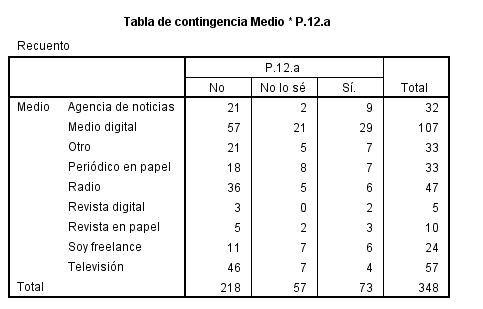 Tabla de contingencia Medio * P.12.a
Recuento
P.12.a
No No lo sé Sí. Total
Medio Agencia de noticias 21 2 9 32
Medio digital 57 21 29 107
Otro 21 5 7 33
Periódico en papel 18 8 7 33
Radio 36 5 6 47
Revista digital 3 0 2 5
Revista en papel 5 2 3 10
Soy freelance 11 7 6 24
Televisión 46 7 4 57
Total 218 57 73 348